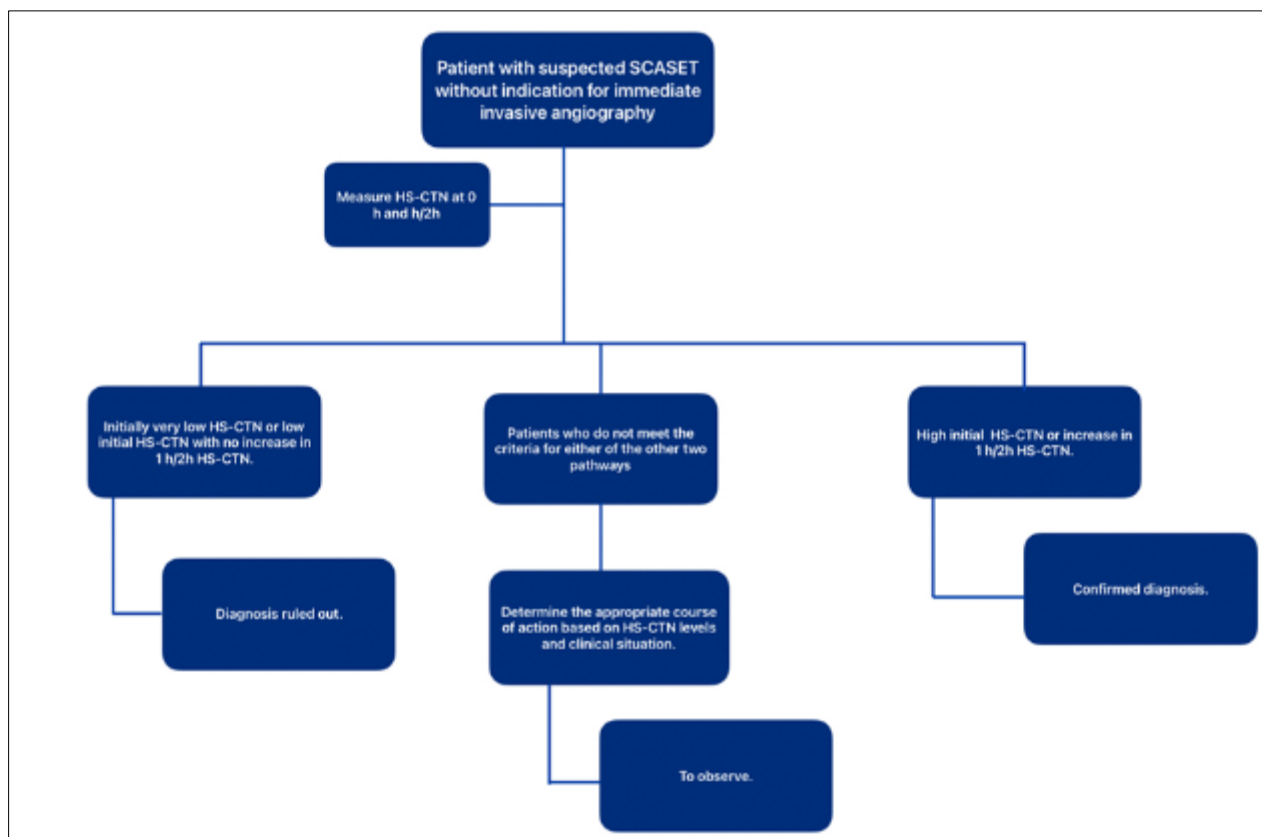 Patient with suspected SCASET
without indication for immediate
invasive angiography
Measure HS-CTN at 0
h and h/2h
Initially very low HS-CTN or low
initial HS-CTN with no increase in
1 h/2h HS-CTN.
Patients who do not meet the
criteria for either of the other two
pathways
High initial HS-CTN or increase in
1 h/2h HS-CTN.
Diagnosis ruled out.
Determine the appropriate course
of action based on HS-CTN levels
and clinical situation.
Confirmed diagnosis.
To observe.